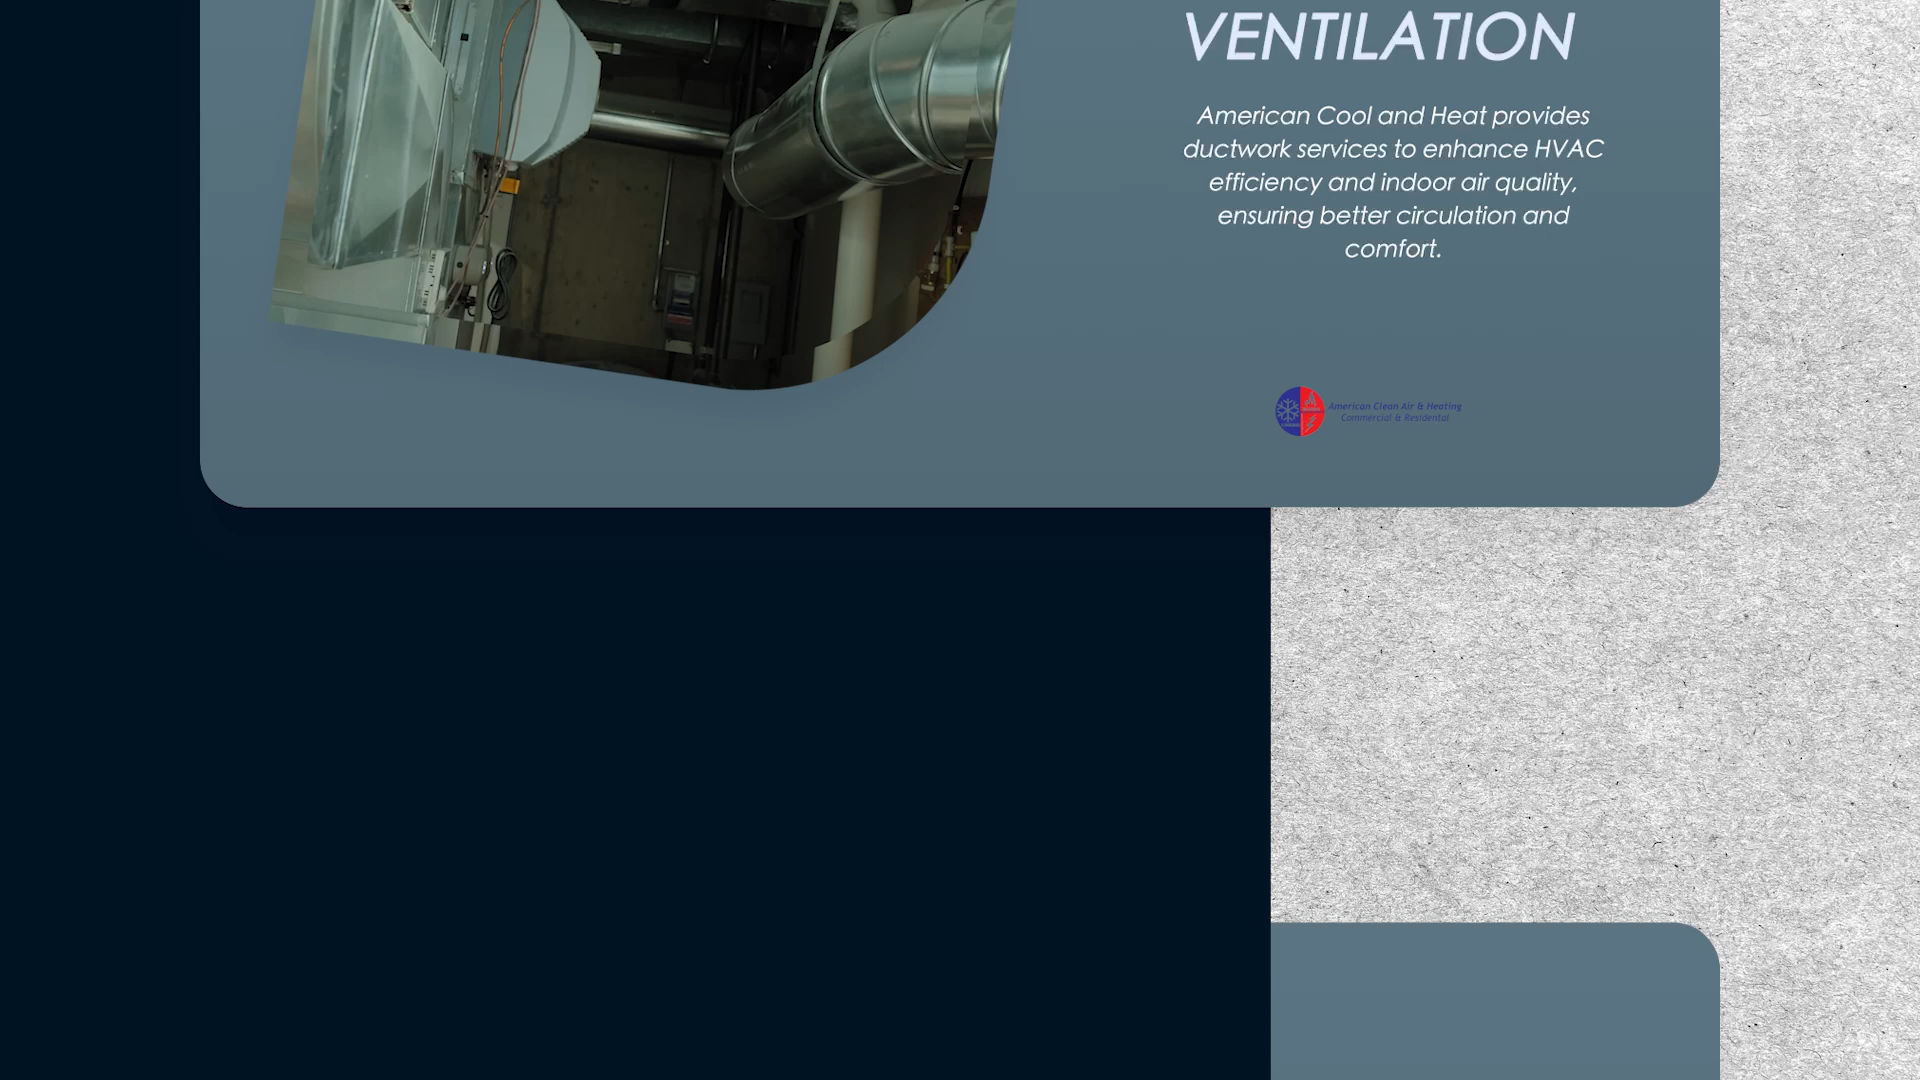 VENTILATION
American Cool and Heat provides
ductwork services to enhance HVAC
efficiency and indoor air quality,
ensuring better circulation and
comfort.
American Clean Air & Heating
Commercial & Residental